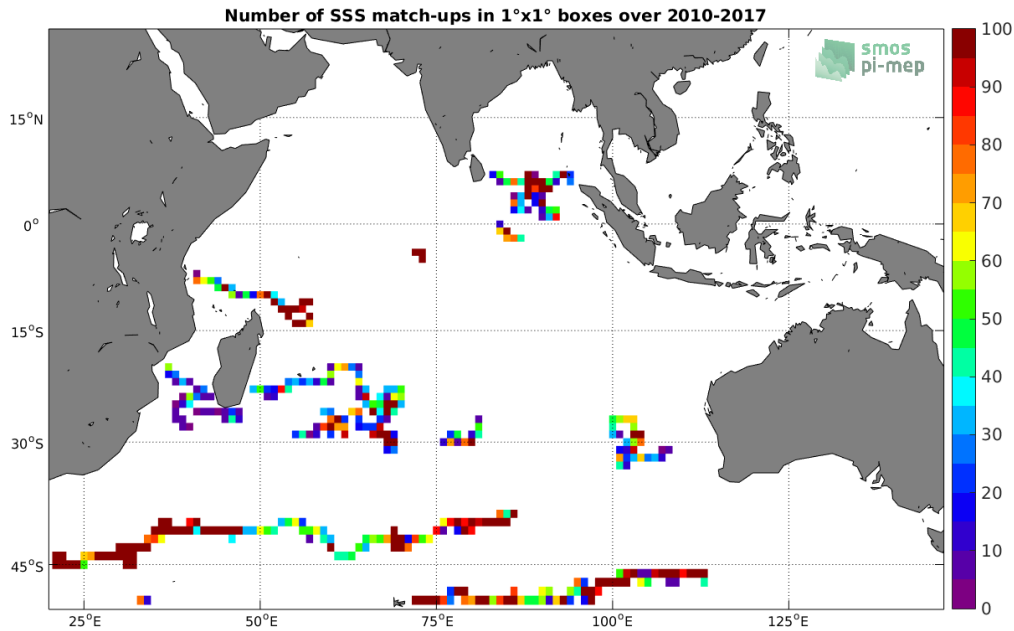 Number of SSS match-ups in 1°x1° boxes over 2010-2017
smos
pi-mep
15°N
0°
15°S
30°S
45°S
25°E
50°E
75°E
100°E
125°E
100
90
80
70
60
50
40
30
20
10
0